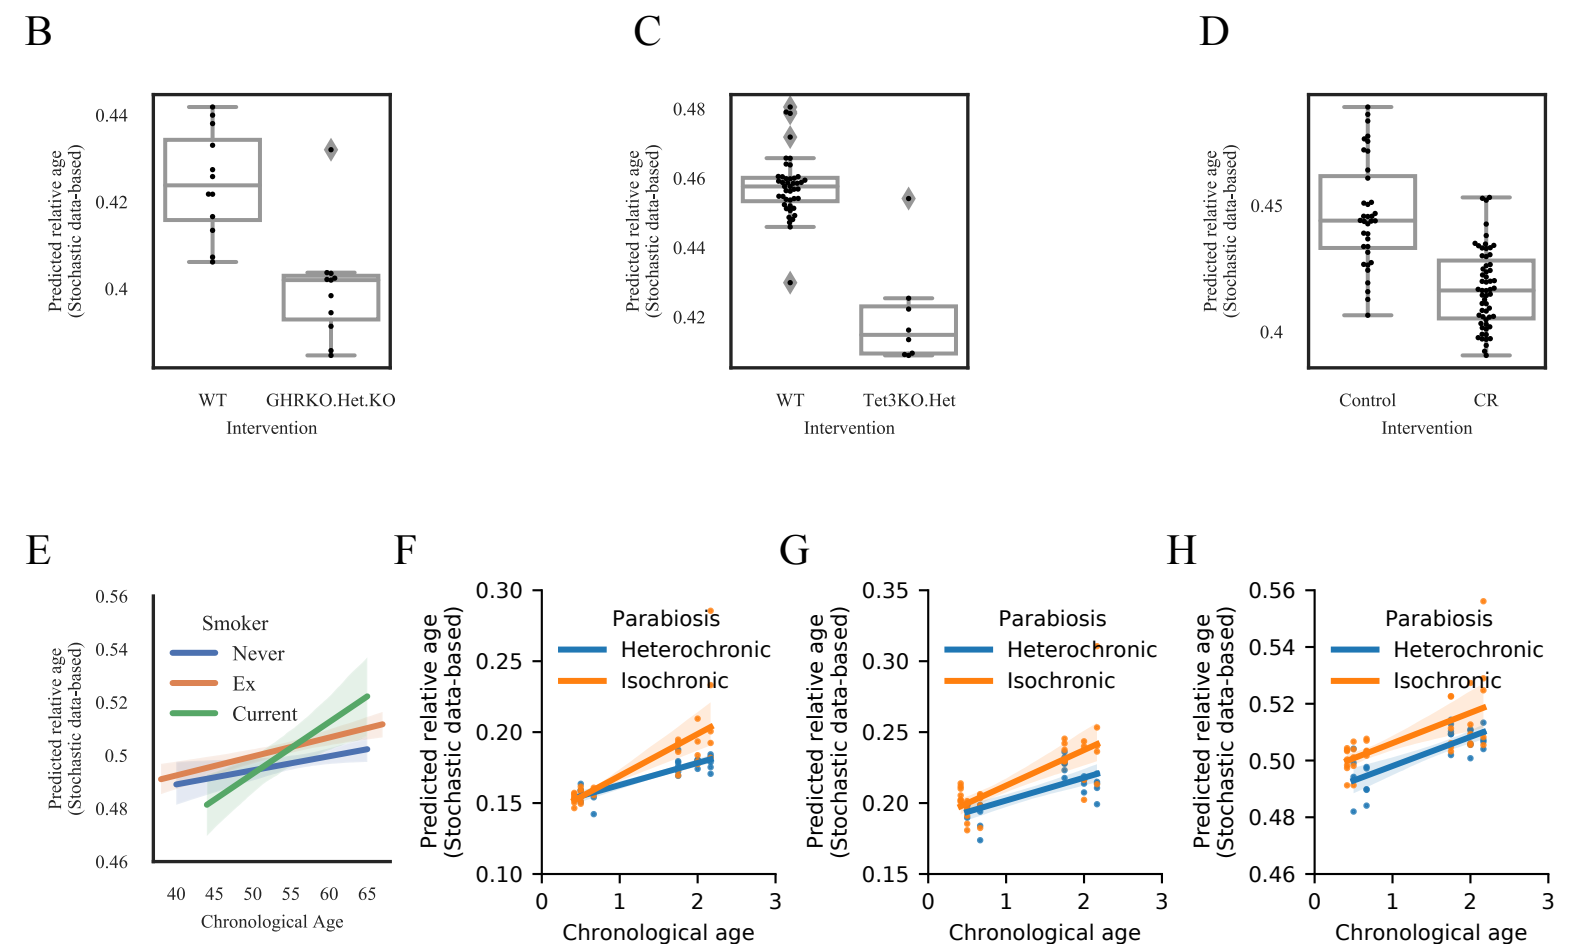 B
C
D
Predicted relative age
(Stochastic data-based)
0.44
0.42
0.4
WT
GHRKO.Het.KO
Intervention
Predicted relative age
(Stochastic data-based)
0.48
0.46
0.44
0.42
WT
Tet3KO.Het
Intervention
Predicted relative age
(Stochastic data-based)
0.45
0.4
Control
CR
Intervention
E
F
G
H
Predicted relative age
(Stochastic data-based)
0.56
0.54
0.52
0.5
0.48
0.46
Smoker
Never
Ex
Current
40 45 50 55 60 65
Chronological Age
Predicted relative age
(Stochastic data-based)
0.30
0.25
0.20
0.15
0.10
Parabiosis
Heterochronic
Isochronic
0 1 2 3
Chronological age
Predicted relative age
(Stochastic data-based)
0.35
0.30
0.25
0.20
0.15
Parabiosis
Heterochronic
Isochronic
0 1 2 3
Chronological age
Predicted relative age
(Stochastic data-based)
0.56
0.54
0.52
0.50
0.48
0.46
Parabiosis
Heterochronic
Isochronic
0 1 2 3
Chronological age